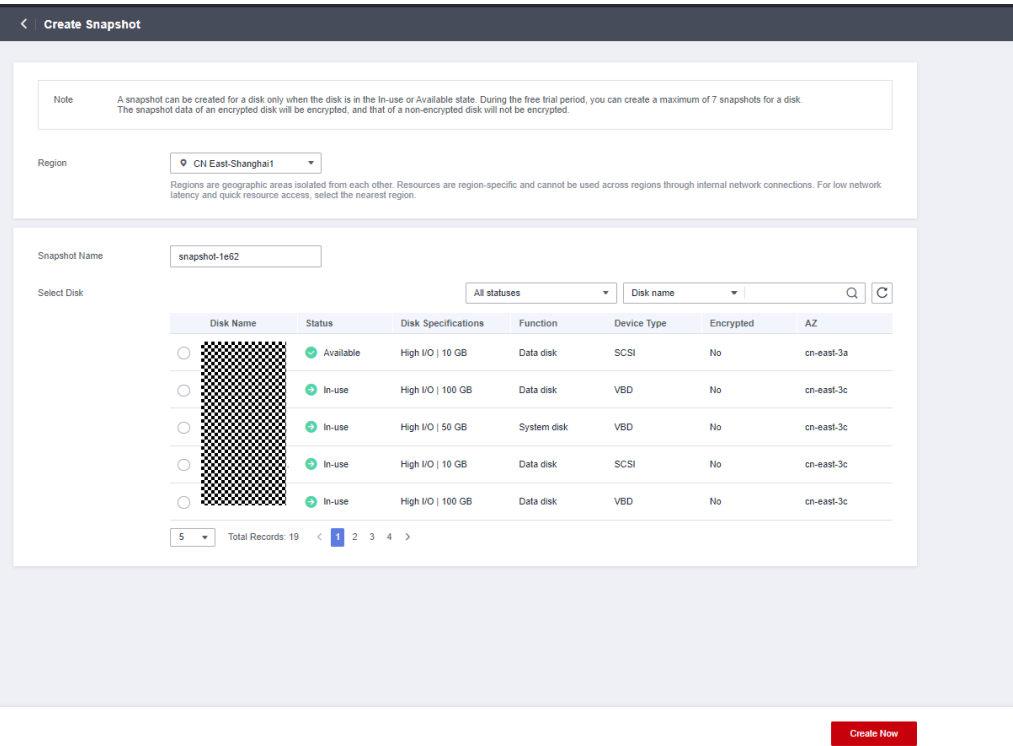 Create Snapshot
Note
A snapshot can be created for a disk only when the disk is in the In-use or Available state. During the free trial period, you can create a maximum of 7 snapshots for a disk.
The snapshot data of an encrypted disk will be encrypted, and that of a non-encrypted disk will not be encrypted.
Region
CN East-Shanghai1
Regions are geographic areas isolated from each other. Resources are region-specific and cannot be used across regions through internal network connections. For low network
latency and quick resource access, select the nearest region.
Snapshot Name
snapshot-1e62
Select Disk
All statuses
Disk name
Disk Name Status Disk Specifications Function Device Type Encrypted AZ
Available High I/O | 10 GB Data disk SCSI No cn-east-3a
In-use High I/O | 100 GB Data disk VBD No cn-east-3c
In-use High I/O | 50 GB System disk VBD No cn-east-3c
In-use High I/O | 10 GB Data disk SCSI No cn-east-3c
In-use High I/O | 100 GB Data disk VBD No cn-east-3c
5 Total Records: 19 < 1 2 3 4 >
Create Now